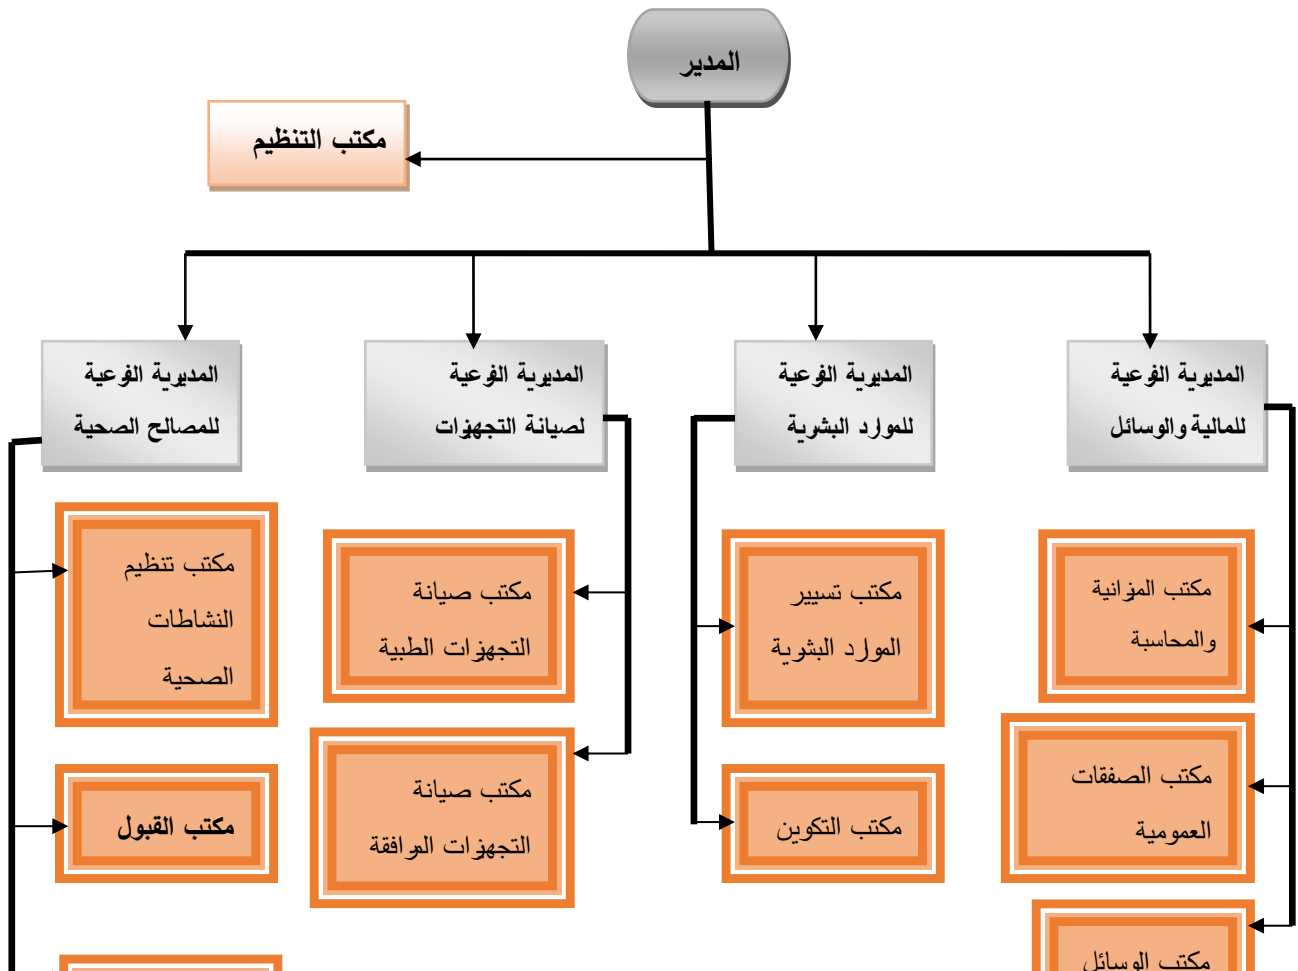 المدير
مكتب التنظيم
المديرية الفرعية
للمالية والوسائل
المديرية الفرعية
للموارد البشرية
المديرية الفرعية
لصيانة التجهيزات
المديرية الفرعية
للمصالح الصحية
مكتب الميزانية
والمحاسبة
مكتب الصفقات
العمومية
مكتب الوسائل
مكتب تسيير
الموارد البشرية
مكتب التكوين
مكتب صيانة
التجهيزات الطبية
مكتب صيانة
التجهيزات المرافقة
مكتب تنظيم
النشاطات
الصحية
مكتب القبول